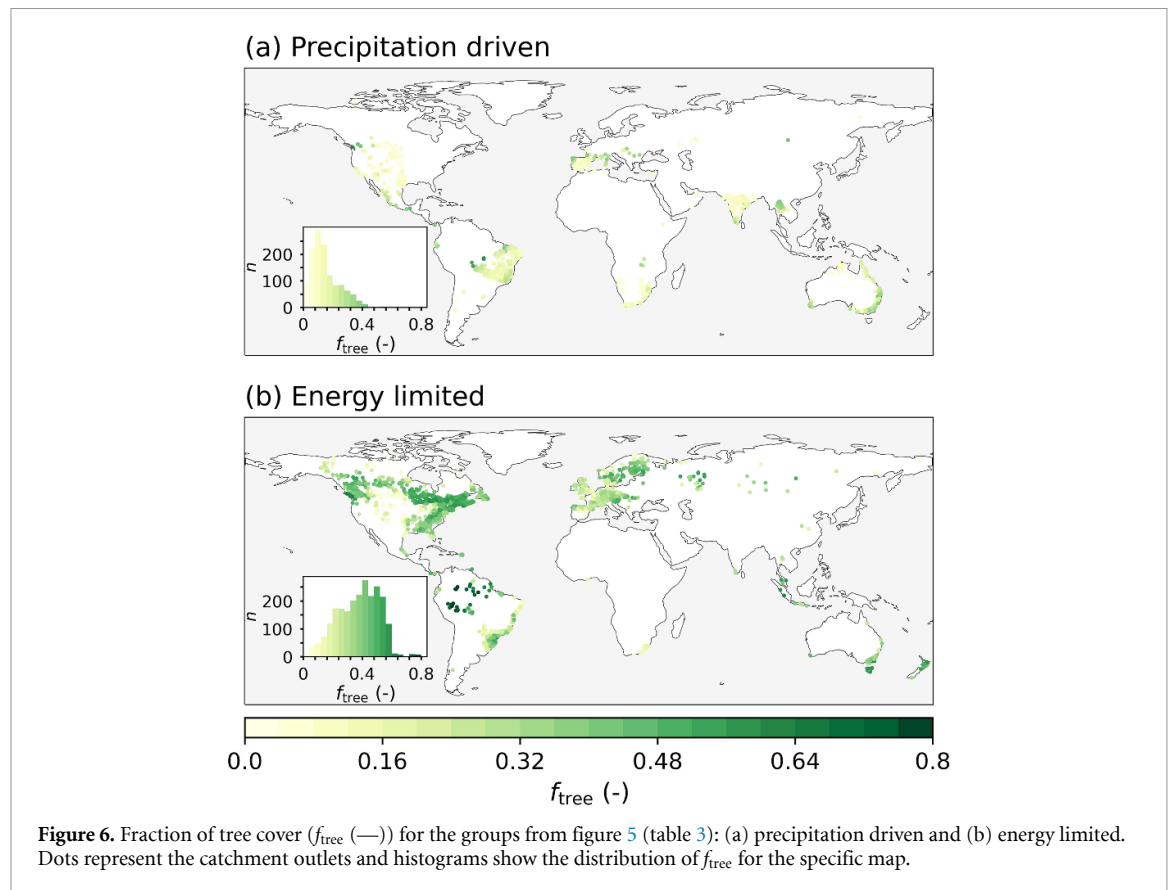 (a) Precipitation driven
200
100
0
n
0 0.4 0.8
f_tree (-)
(b) Energy limited
200
100
0
n
0 0.4 0.8
f_tree (-)
0.0 0.16 0.32 0.48 0.64 0.8
f_tree (-)
Figure 6. Fraction of tree cover (f_tree (—)) for the groups from figure 5 (table 3): (a) precipitation driven and (b) energy limited.
Dots represent the catchment outlets and histograms show the distribution of f_tree for the specific map.